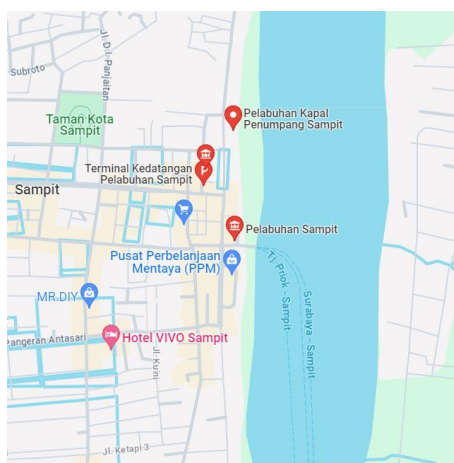 Jl. D.I. Panjaitan
Subroto
Taman Kota
Sampit
Pelabuhan Kapal
Penumpang Sampit
Terminal Kedatangan
Pelabuhan Sampit
Sampit
Pelabuhan Sampit
Pusat Perbelanjaan
Mentaya (PPM)
Tj. Priok - Sampit
Surabaya - Sampit
MR.DIY
Pangeran Antasari
Hotel VIVO Sampit
Jl. Kuini
Jl. Ketapi 3